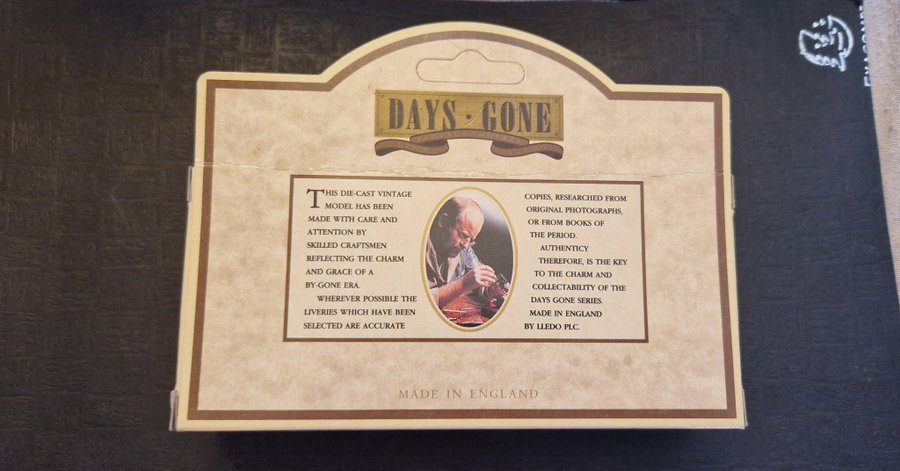 DAYS · GONE
THIS DIE-CAST VINTAGE
MODEL HAS BEEN
MADE WITH CARE AND
ATTENTION BY
SKILLED CRAFTSMEN
REFLECTING THE CHARM
AND GRACE OF A
BY-GONE ERA.
WHEREVER POSSIBLE THE
LIVERIES WHICH HAVE BEEN
SELECTED ARE ACCURATE
COPIES, RESEARCHED FROM
ORIGINAL PHOTOGRAPHS,
OR FROM BOOKS OF
THE PERIOD.
AUTHENTICY
THEREFORE, IS THE KEY
TO THE CHARM AND
COLLECTABILITY OF THE
DAYS GONE SERIES.
MADE IN ENGLAND
BY LLEDO PLC.
MADE IN ENGLAND